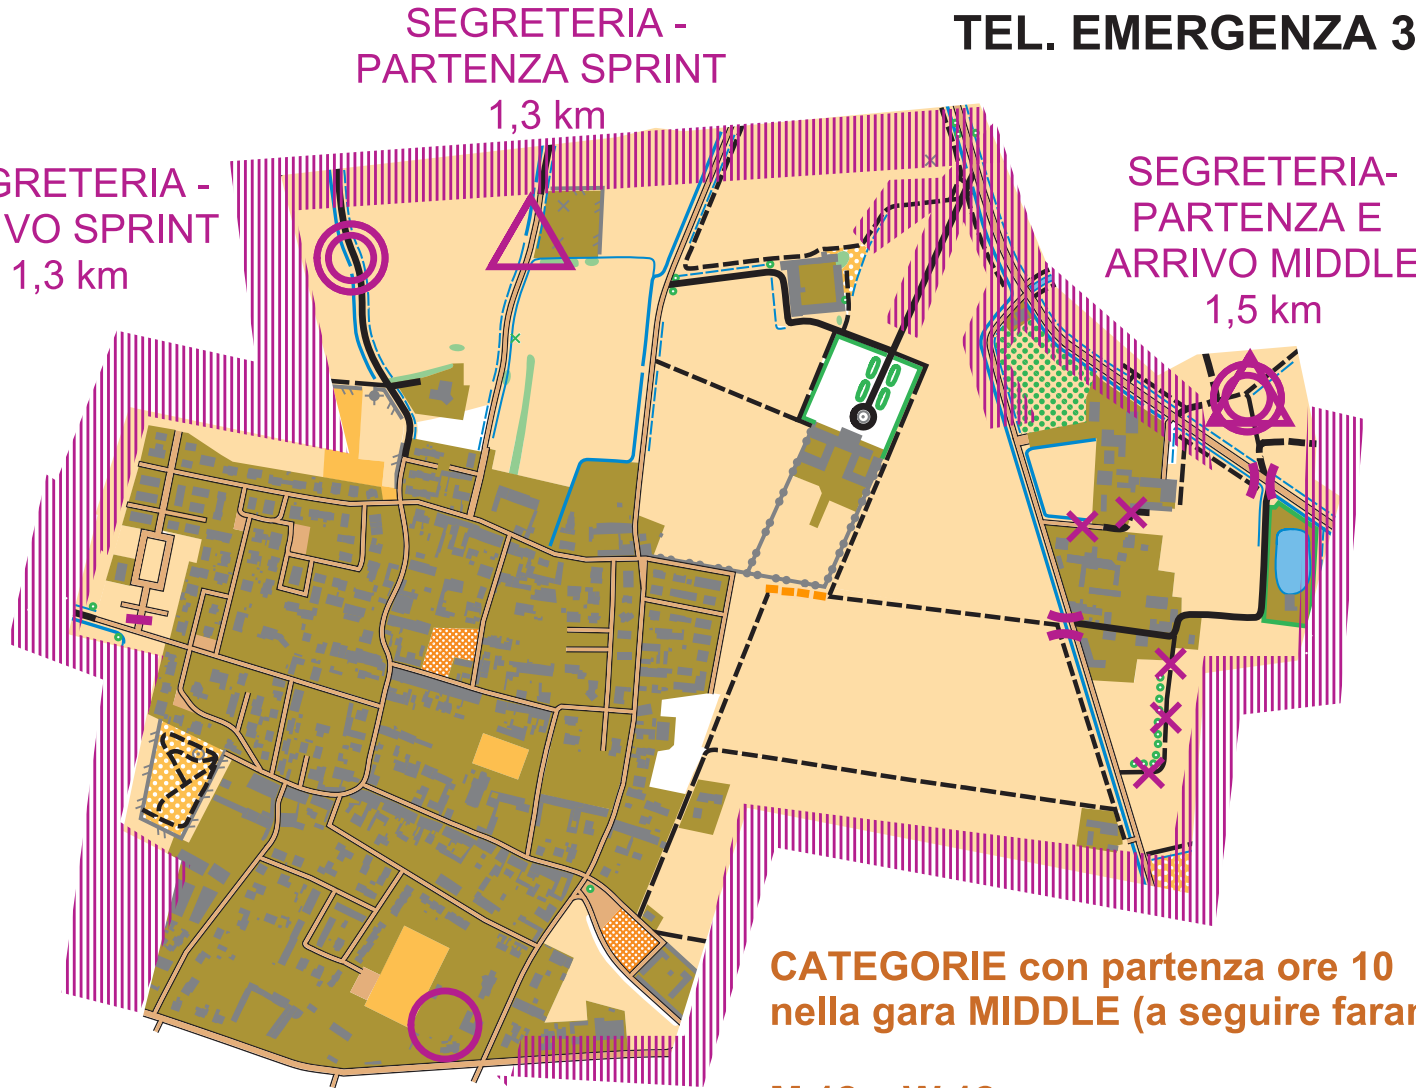 SEGRETERIA -
PARTENZA SPRINT
1,3 km
TEL. EMERGENZA 3
GRETERIA -
VO SPRINT
1,3 km
SEGRETERIA-
PARTENZA E
ARRIVO MIDDLE
1,5 km
CATEGORIE con partenza ore 10
nella gara MIDDLE (a seguire farar